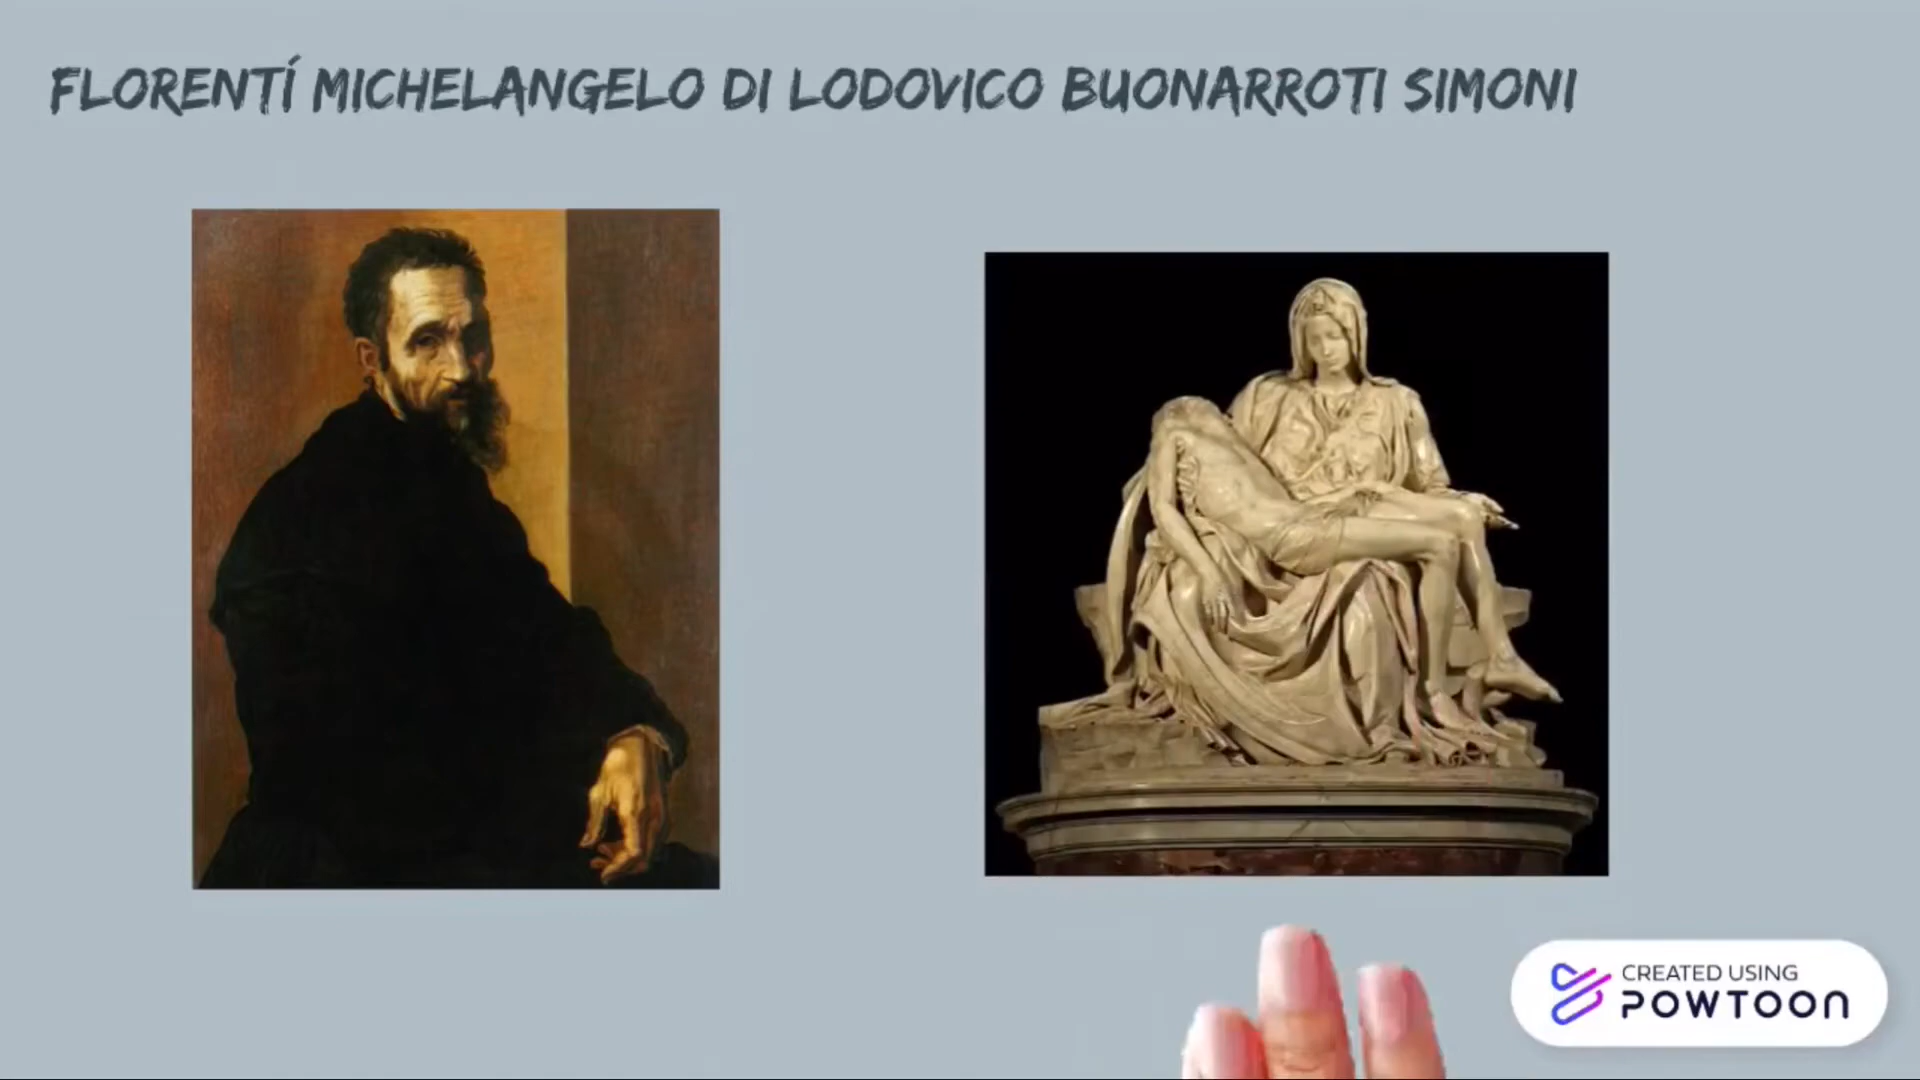 FLORENTÍ MICHELANGELO DI LODOVICO BUONARROTI SIMONI
CREATED USING
POWTOON